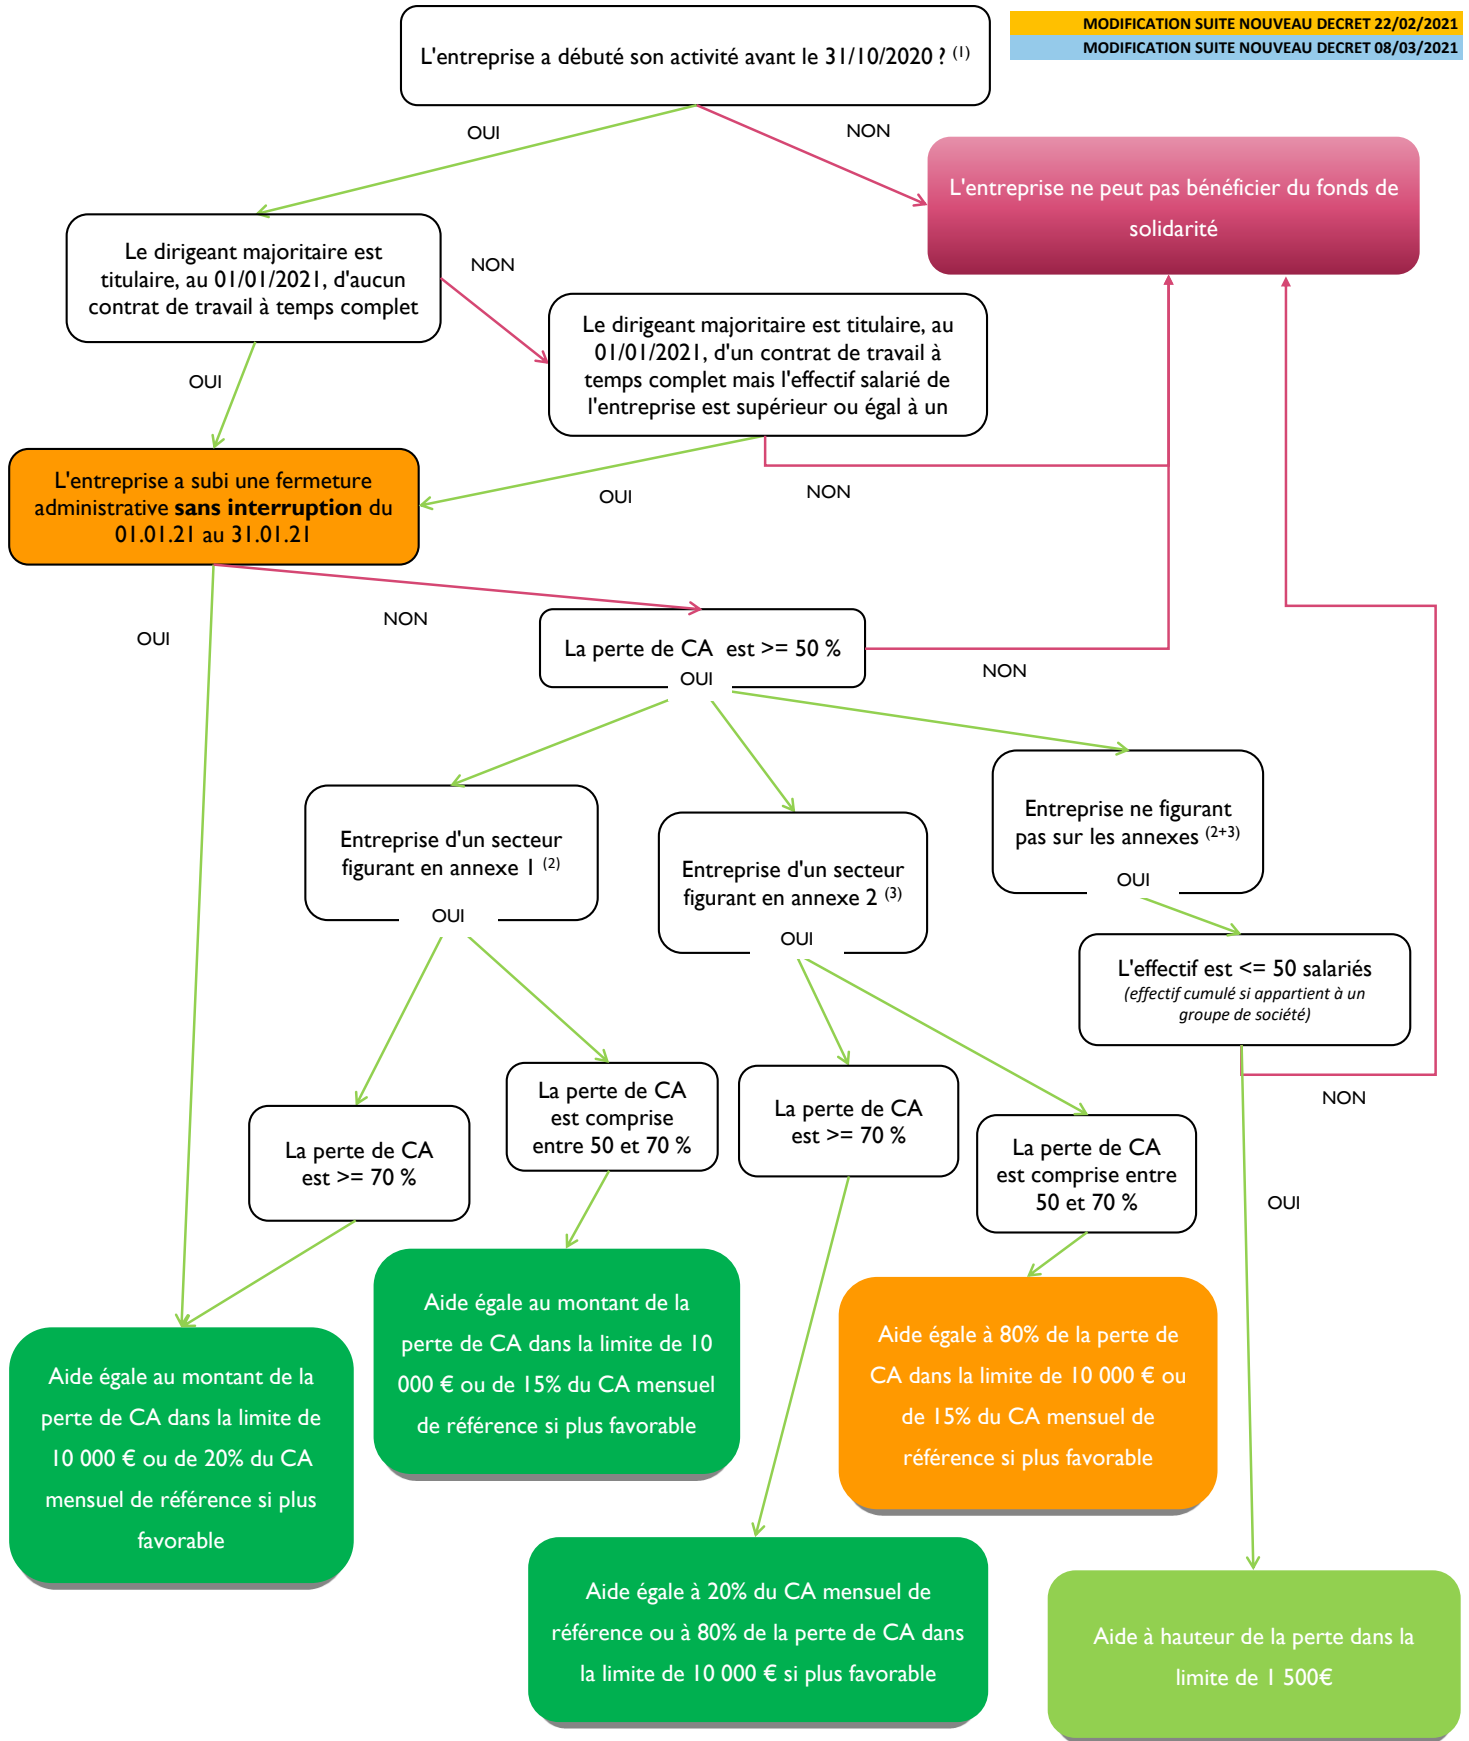 MODIFICATION SUITE NOUVEAU DECRET 22/02/2021
MODIFICATION SUITE NOUVEAU DECRET 08/03/2021
L'entreprise a débuté son activité avant le 31/10/2020 ? (1)
OUI
NON
L'entreprise ne peut pas bénéficier du fonds de
solidarité
Le dirigeant majoritaire est
titulaire, au 01/01/2021, d'aucun
contrat de travail à temps complet
NON
OUI
Le dirigeant majoritaire est titulaire, au
01/01/2021, d'un contrat de travail à
temps complet mais l'effectif salarié de
l'entreprise est supérieur ou égal à un
OUI
NON
L'entreprise a subi une fermeture
administrative sans interruption du
01.01.21 au 31.01.21
OUI
NON
La perte de CA est >= 50 %
OUI
NON
Entreprise d'un secteur
figurant en annexe 1 (2)
OUI
Entreprise d'un secteur
figurant en annexe 2 (3)
OUI
Entreprise ne figurant
pas sur les annexes (2+3)
OUI
L'effectif est <= 50 salariés
(effectif cumulé si appartient à un
groupe de société)
NON
OUI
La perte de CA
est >= 70 %
La perte de CA
est comprise
entre 50 et 70 %
La perte de CA
est >= 70 %
La perte de CA
est comprise entre
50 et 70 %
Aide égale au montant de la
perte de CA dans la limite de
10 000 € ou de 20% du CA
mensuel de référence si plus
favorable
Aide égale au montant de la
perte de CA dans la limite de 10
000 € ou de 15% du CA mensuel
de référence si plus favorable
Aide égale à 20% du CA mensuel de
référence ou à 80% de la perte de CA dans
la limite de 10 000 € si plus favorable
Aide égale à 80% de la perte de
CA dans la limite de 10 000 € ou
de 15% du CA mensuel de
référence si plus favorable
Aide à hauteur de la perte dans la
limite de 1 500€